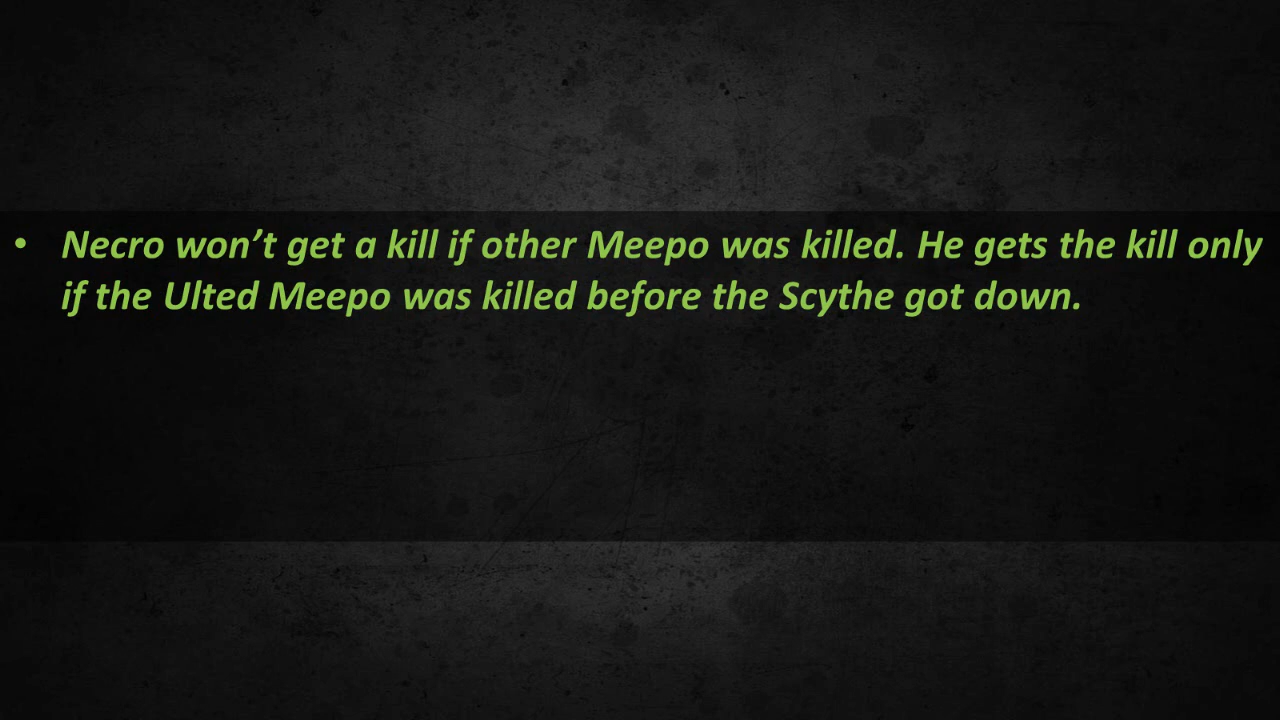 • Necro won’t get a kill if other Meepo was killed. He gets the kill only
if the Ulted Meepo was killed before the Scythe got down.